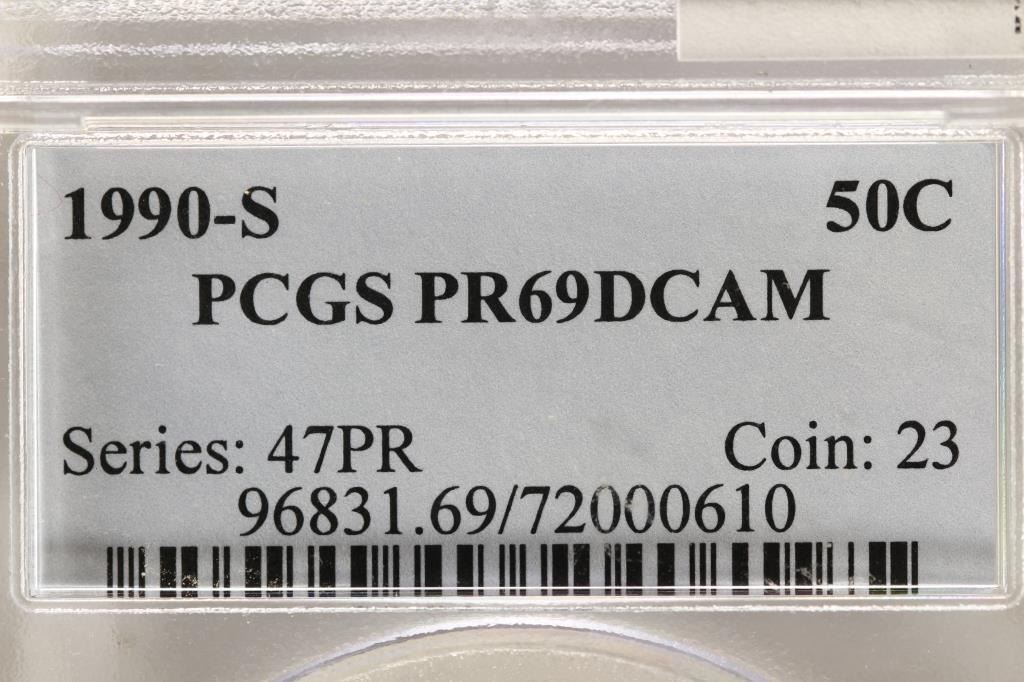 1990-S 50C
PCGS PR69DCAM
Series: 47PR Coin: 23
96831.69/72000610